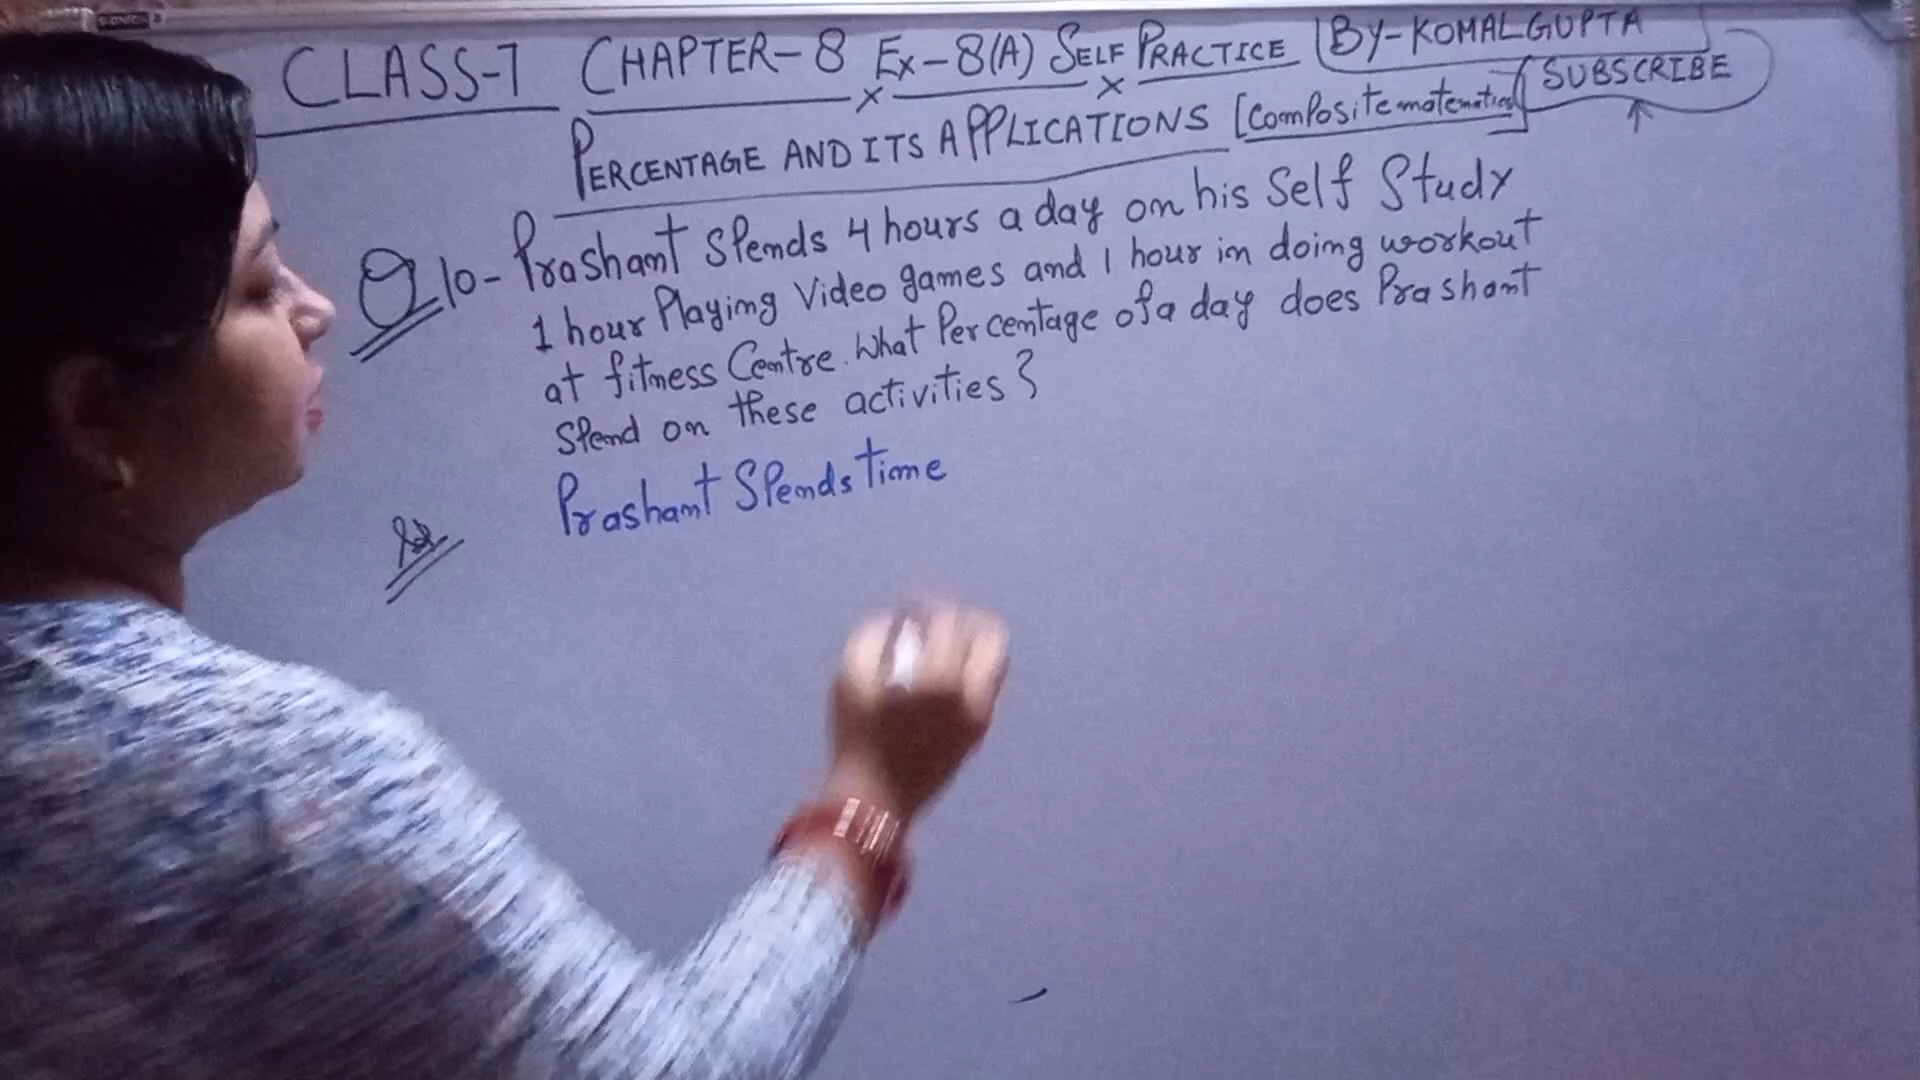 CLASS-7 CHAPTER-8 EX-8(A) SELF PRACTICE BY-KOMAL GUPTA
SUBSCRIBE
PERCENTAGE AND ITS APPLICATIONS [Composite matematics]
Q10- Prashant Spends 4 hours a day on his Self Study
1 hour Playing Video games and 1 hour in doing workout
at fitness Centre. What Percentage of a day does Prashant
Spend on these activities?
Sol Prashant Spends time